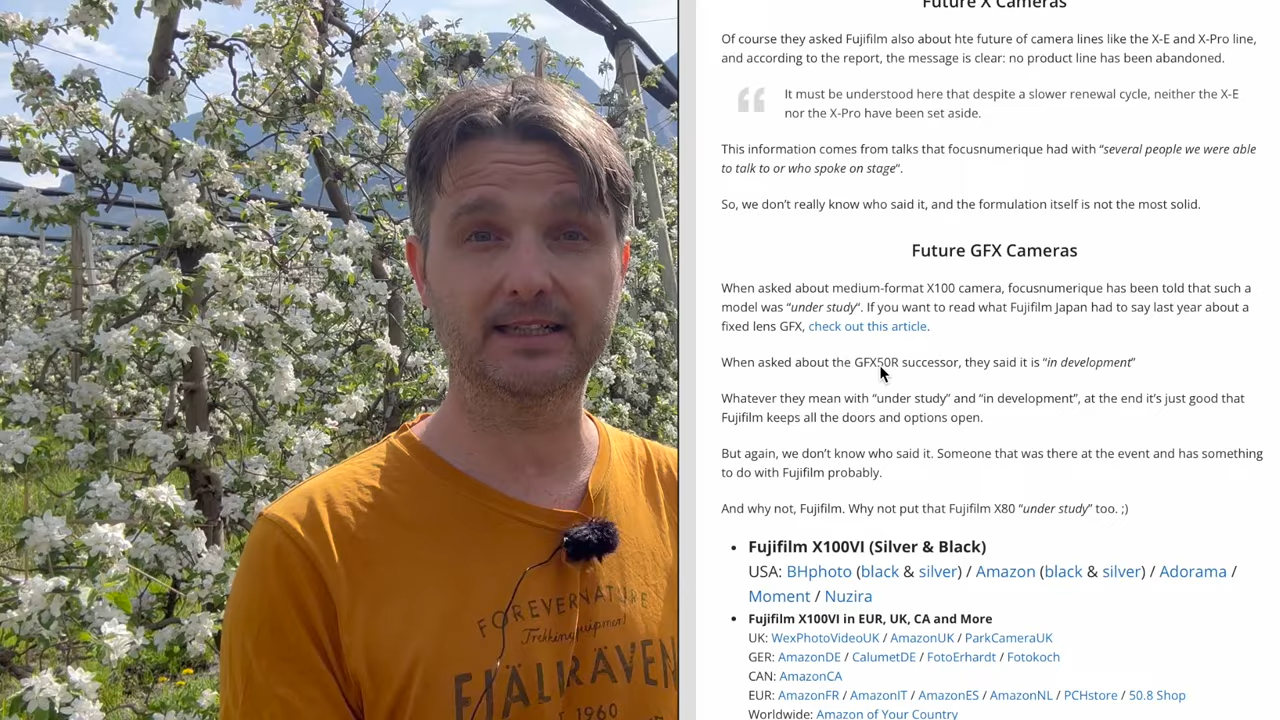 Future X Cameras
Of course they asked Fujifilm also about hte future of camera lines like the X-E and X-Pro line,
and according to the report, the message is clear: no product line has been abandoned.
It must be understood here that despite a slower renewal cycle, neither the X-E
nor the X-Pro have been set aside.
This information comes from talks that focusnumerique had with “several people we were able
to talk to or who spoke on stage“.
So, we don’t really know who said it, and the formulation itself is not the most solid.
Future GFX Cameras
When asked about medium-format X100 camera, focusnumerique has been told that such a
model was “under study“. If you want to read what Fujifilm Japan had to say last year about a
fixed lens GFX, check out this article.
When asked about the GFX50R successor, they said it is “in development”
Whatever they mean with “under study” and “in development”, at the end it’s just good that
Fujifilm keeps all the doors and options open.
But again, we don’t know who said it. Someone that was there at the event and has something
to do with Fujifilm probably.
And why not, Fujifilm. Why not put that Fujifilm X80 “under study” too. ;)
Fujifilm X100VI (Silver & Black)
USA: BHphoto (black & silver) / Amazon (black & silver) / Adorama /
Moment / Nuzira
Fujifilm X100VI in EUR, UK, CA and More
UK: WexPhotoVideoUK / AmazonUK / ParkCameraUK
GER: AmazonDE / CalumetDE / FotoErhardt / Fotokoch
CAN: AmazonCA
EUR: AmazonFR / AmazonIT / AmazonES / AmazonNL / PCHstore / 50.8 Shop
Worldwide: Amazon of Your Country
FOREVERNATURE
Trekking equipment
FJÄLLRÄVEN
1960